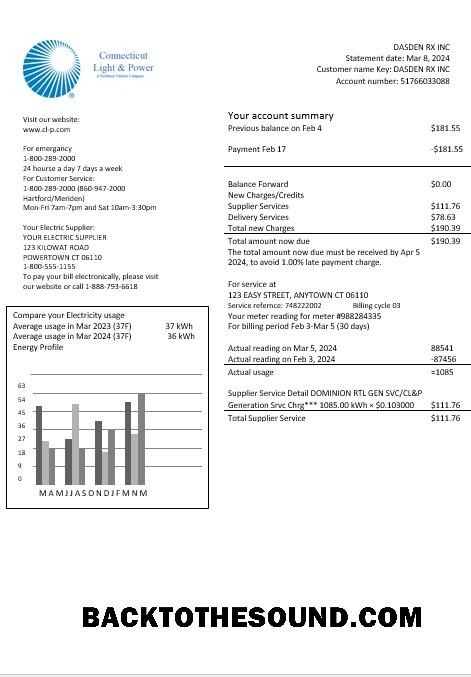 Connecticut
Light & Power
A Northeast Utilities Company
DASDEN RX INC
Statement date: Mar 8, 2024
Customer name Key: DASDEN RX INC
Account number: 51766033088
Visit our website:
www.cl-p.com
For emergancy
1-800-289-2000
24 hourse a day 7 days a week
For Customer Service:
1-800-289-2000 (860-947-2000
Hartford/Meriden)
Mon-Fri 7am-7pm and Sat 10am-3:30pm
Your Electric Supplier:
YOUR ELECTRIC SUPPLIER
123 KILOWAT ROAD
POWERTOWN CT 06110
1-800-555-1155
To pay your bill electronically, please visit
our website or call 1-888-793-6618
Compare your Electricity usage
Average usage in Mar 2023 (37F) 37 kWh
Average usage in Mar 2024 (37F) 36 kWh
Energy Profile
63
54
45
36
27
18
9
0
M A M J J A S O N D J F M N M
Your account summary
Previous balance on Feb 4 $181.55
Payment Feb 17 -$181.55
Balance Forward $0.00
New Charges/Credits
Supplier Services $111.76
Delivery Services $78.63
Total new Charges $190.39
Total amount now due $190.39
The total amount now due must be received by Apr 5
2024, to avoid 1.00% late payment charge.
For service at
123 EASY STREET, ANYTOWN CT 06110
Service refernce: 748222002 Billing cycle 03
Your meter reading for meter #988284335
For billing period Feb 3-Mar 5 (30 days)
Actual reading on Mar 5, 2024 88541
Actual reading on Feb 3, 2024 -87456
Actual usage =1085
Supplier Service Detail DOMINION RTL GEN SVC/CL&P
Generation Srvc Chrg*** 1085.00 kWh × $0.103000 $111.76
Total Supplier Service $111.76
BACKTOTHESOUND.COM